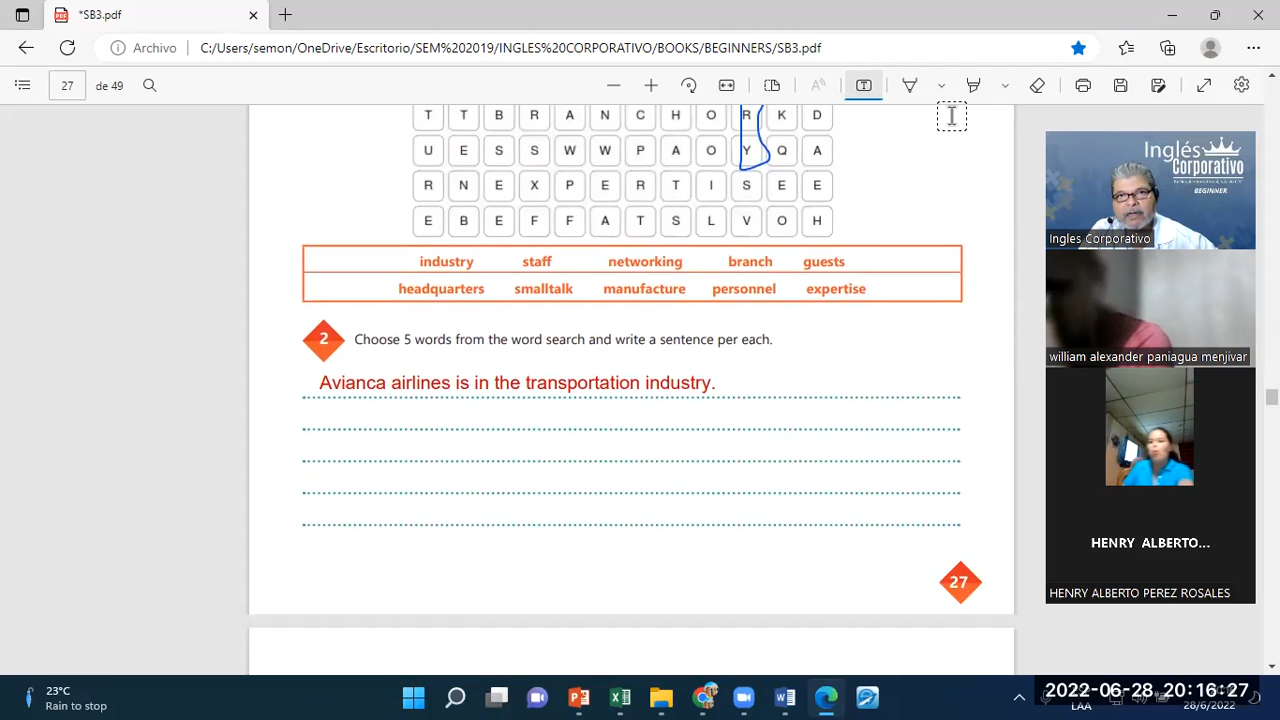 *SB3.pdf
Archivo
C:/Users/semon/OneDrive/Escritorio/SEM%202019/INGLES%20CORPORATIVO/BOOKS/BEGINNERS/SB3.pdf
27
de 49
T T B R A N C H O R K D
U E S S W W P A O Y Q A
R N E X P E R T I S E E
E B E F F A T S L V O H
industry staff networking branch guests
headquarters smalltalk manufacture personnel expertise
2 Choose 5 words from the word search and write a sentence per each.
Avianca airlines is in the transportation industry.
27
Inglés
Corporativo
BEGINNER
Ingles Corporativo
william alexander paniagua menjivar
HENRY ALBERTO...
HENRY ALBERTO PEREZ ROSALES
23°C
Rain to stop
2022-06-28 20:16:27
LAA
28/6/2022